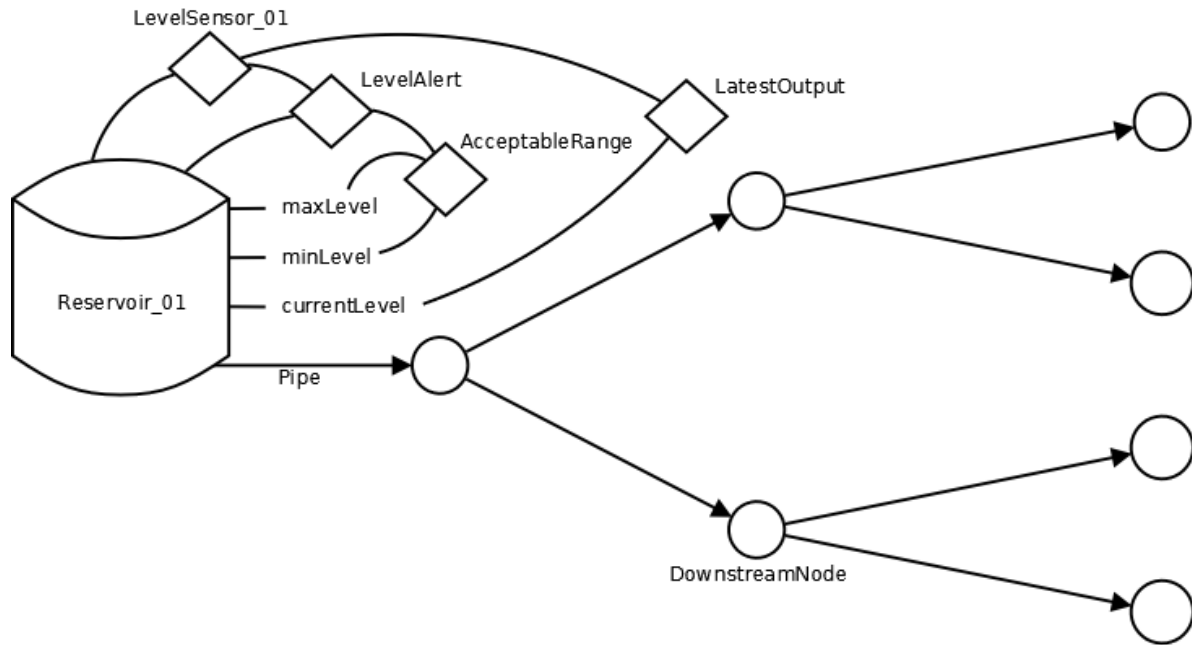 LevelSensor_01
LevelAlert
LatestOutput
AcceptableRange
maxLevel
minLevel
Reservoir_01
currentLevel
Pipe
DownstreamNode